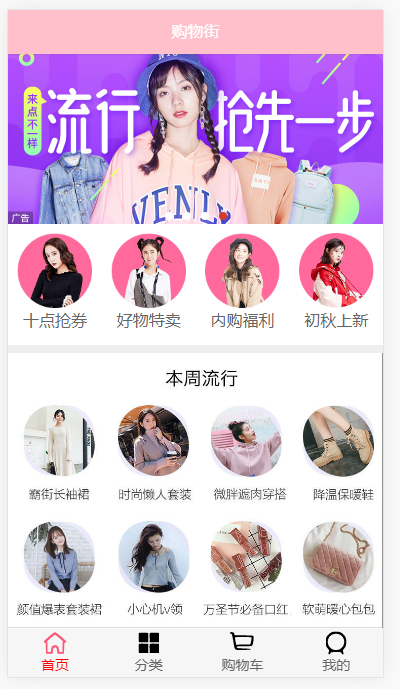 购物街
来点不一样
流行
抢先一步
广告
十点抢券 好物特卖 内购福利 初秋上新
本周流行
霸街长袖裙 时尚懒人套装 微胖遮肉穿搭 降温保暖鞋
颜值爆表套装裙 小心机v领 万圣节必备口红 软萌暖心包包
首页 分类 购物车 我的